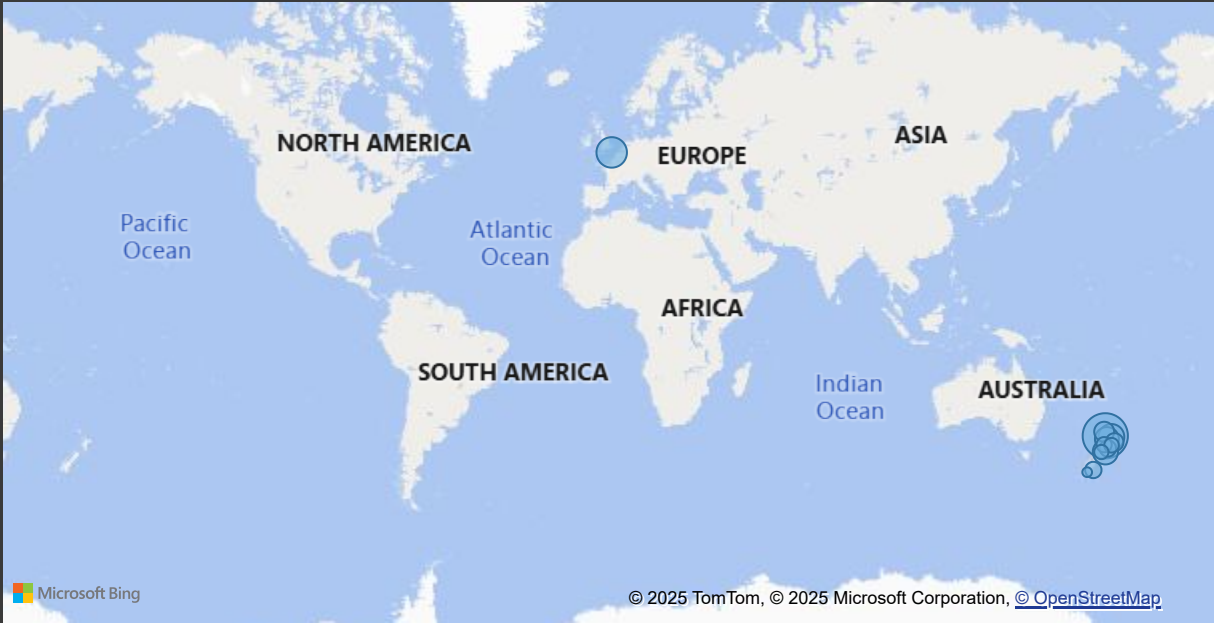 NORTH AMERICA
ASIA
EUROPE
Pacific
Ocean
Atlantic
Ocean
AFRICA
SOUTH AMERICA
Indian
Ocean
AUSTRALIA
Microsoft Bing
© 2025 TomTom, © 2025 Microsoft Corporation, © OpenStreetMap